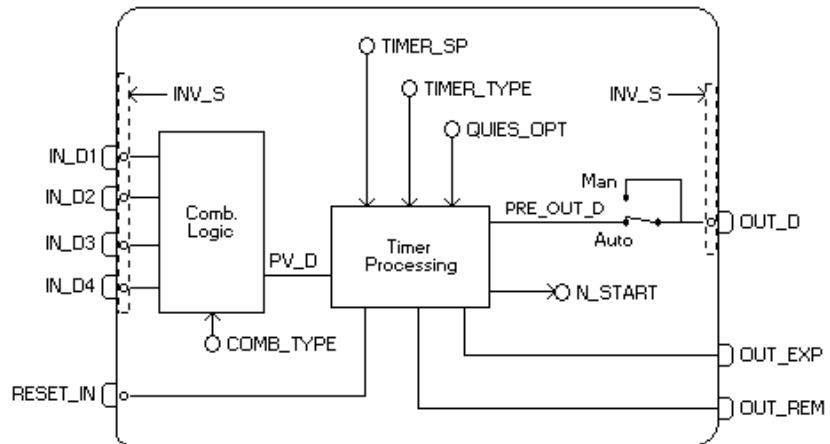 TIMER_SP
INV_S
TIMER_TYPE
INV_S
QUIES_OPT
IN_D1
Man
IN_D2
PRE_OUT_D
Comb.
Logic
OUT_D
IN_D3
Timer
Processing
Auto
PV_D
IN_D4
N_START
COMB_TYPE
OUT_EXP
RESET_IN
OUT_REM